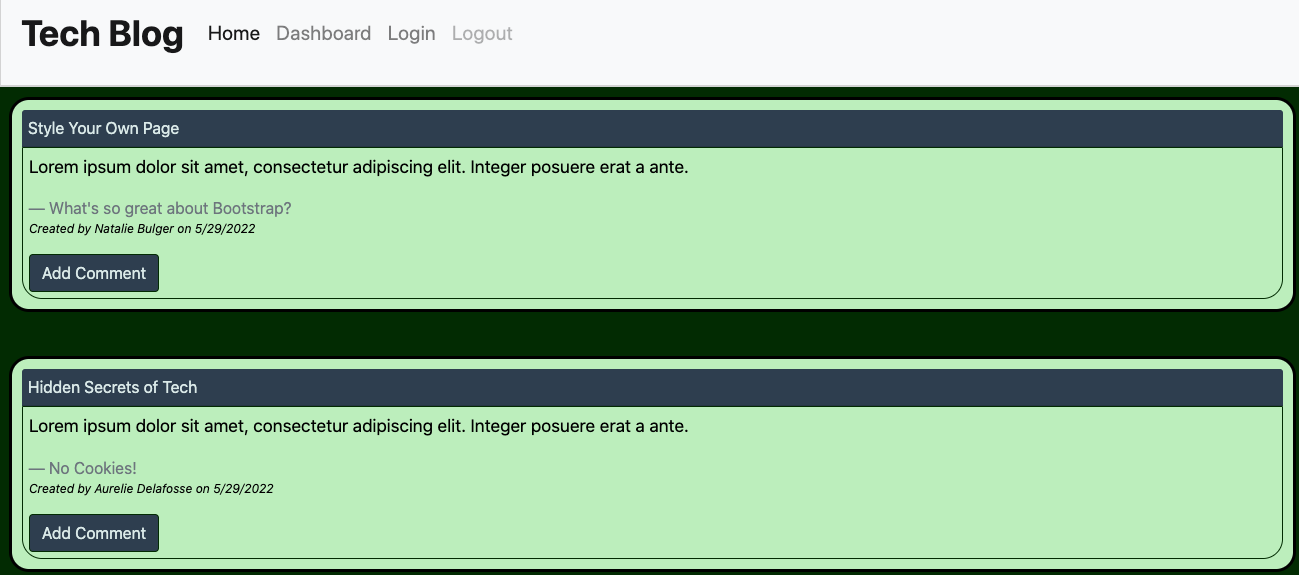 Tech Blog Home Dashboard Login Logout
Style Your Own Page
Lorem ipsum dolor sit amet, consectetur adipiscing elit. Integer posuere erat a ante.
— What's so great about Bootstrap?
Created by Natalie Bulger on 5/29/2022
Add Comment
Hidden Secrets of Tech
Lorem ipsum dolor sit amet, consectetur adipiscing elit. Integer posuere erat a ante.
— No Cookies!
Created by Aurelie Delafosse on 5/29/2022
Add Comment